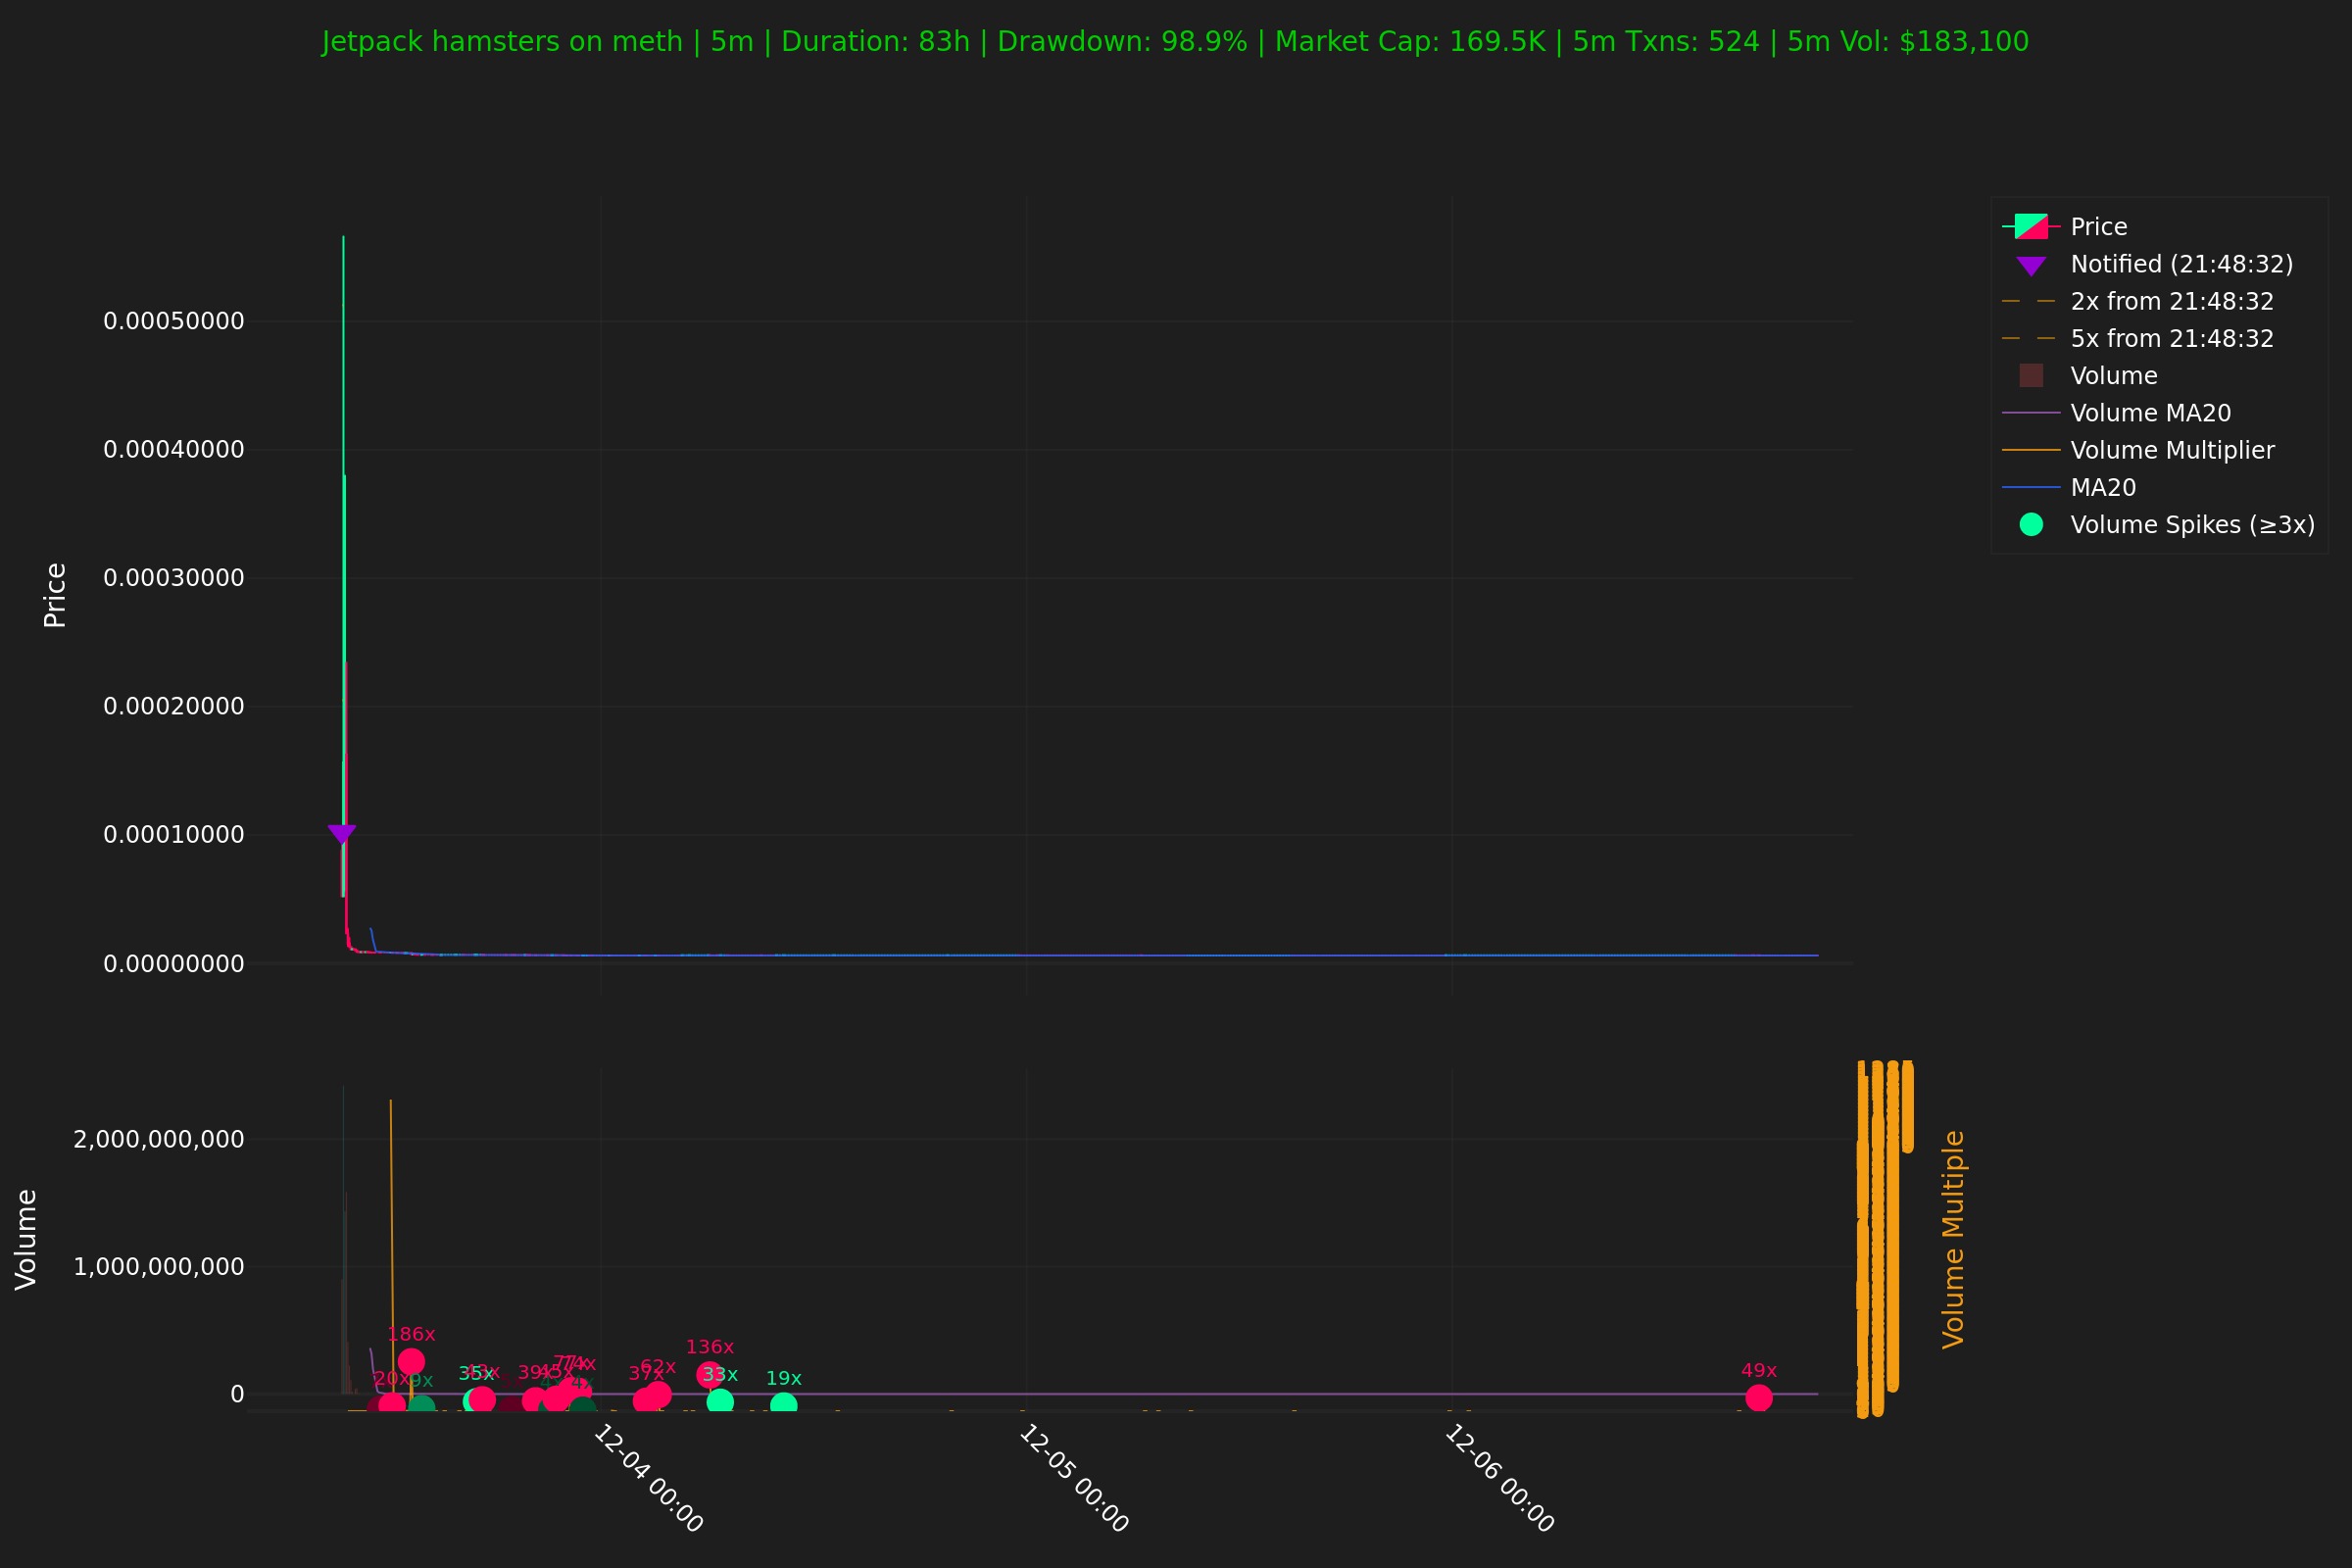 Jetpack hamsters on meth | 5m | Duration: 83h | Drawdown: 98.9% | Market Cap: 169.5K | 5m Txns: 524 | 5m Vol: $183,100
Price
Notified (21:48:32)
2x from 21:48:32
5x from 21:48:32
Volume
Volume MA20
Volume Multiplier
MA20
Volume Spikes (≥3x)
Price
0.00050000
0.00040000
0.00030000
0.00020000
0.00010000
0.00000000
Volume
2,000,000,000
1,000,000,000
0
186x
20x
9x
35x
43x
39x
45x
37x
62x
136x
33x
19x
49x
Volume Multiple
12-04 00:00
12-05 00:00
12-06 00:00